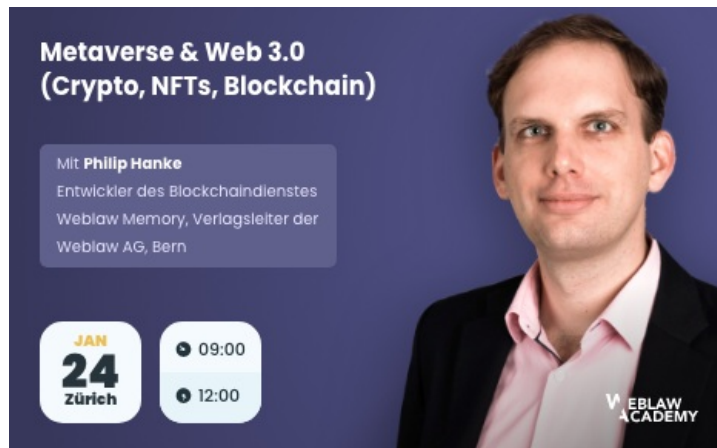 Metaverse & Web 3.0
(Crypto, NFTs, Blockchain)
Mit Philip Hanke
Entwickler des Blockchaindienstes
Weblaw Memory, Verlagsleiter der
Weblaw AG, Bern
JAN
24
Zürich
09:00
12:00
WEBLAW
ACADEMY